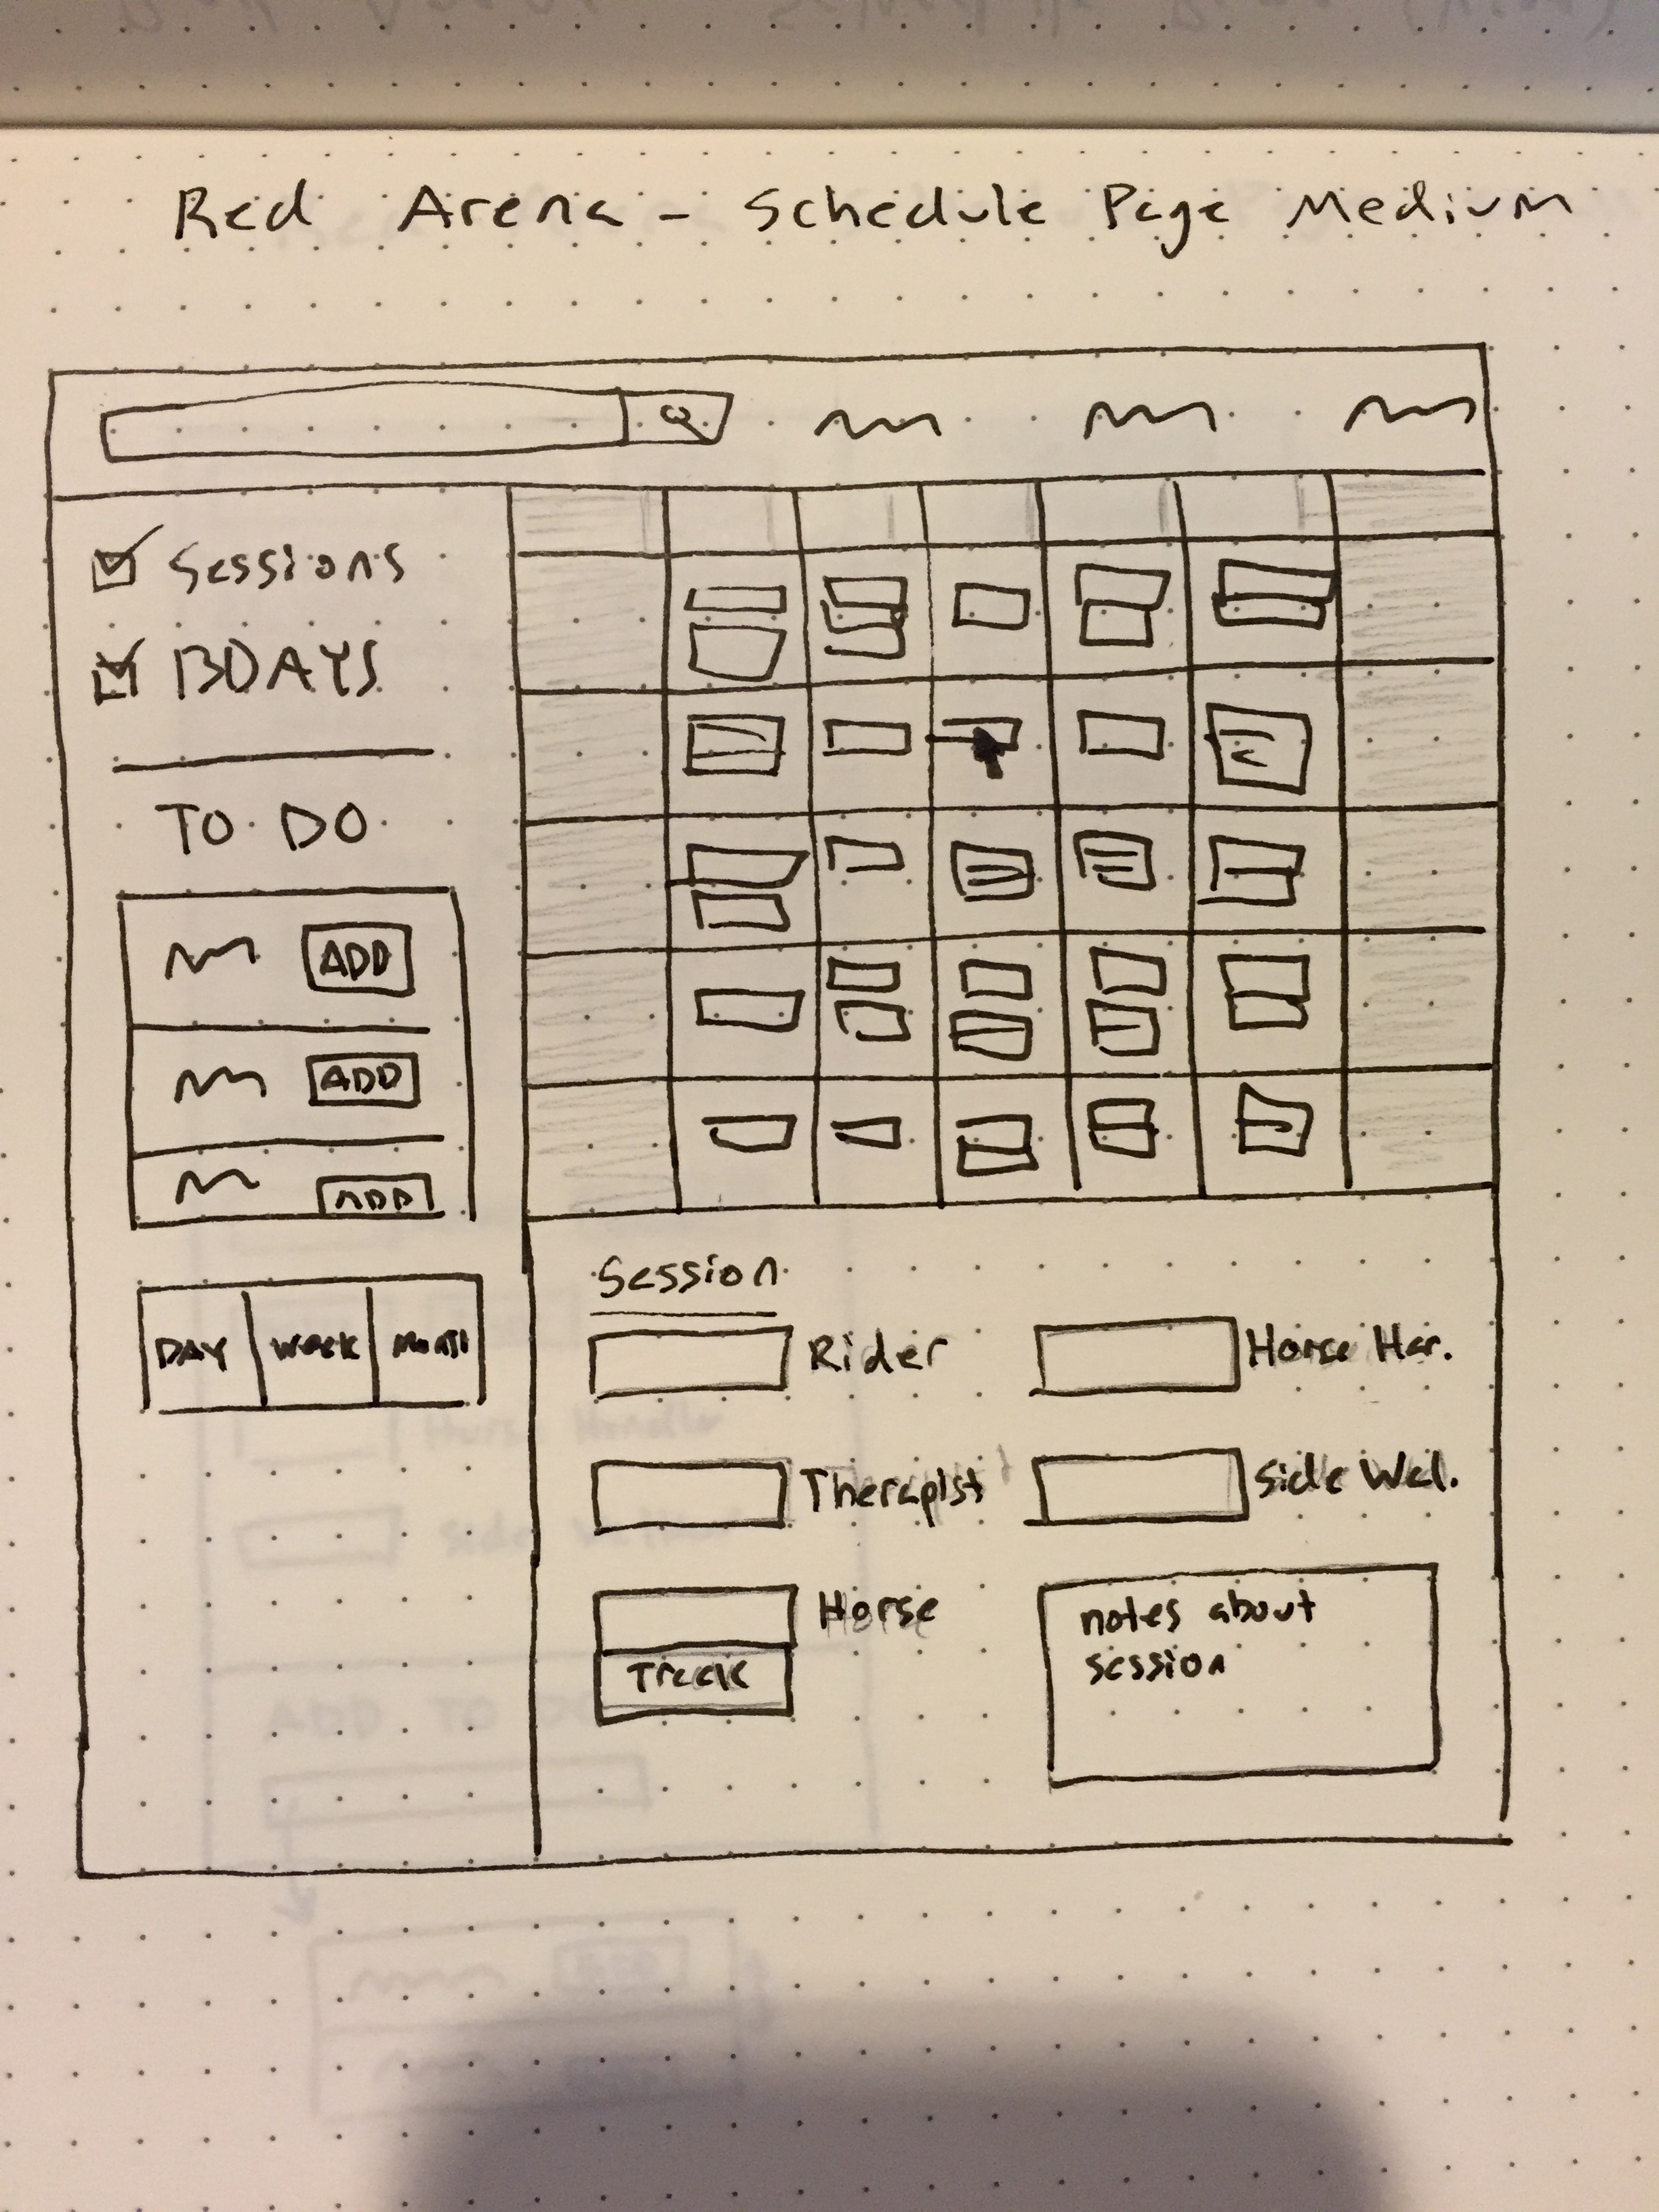 Red Arena - Schedule Page Medium
Sessions
BDAYS
TO DO
ADD
ADD
ADD
DAY Week Month
Session
Rider
Horse Har.
Therapist
Side Wal.
Horse
Track
notes about
session